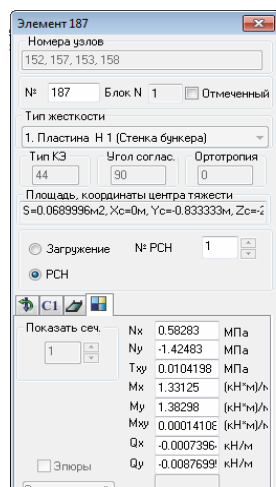 Элемент 187
Номера узлов
152, 157, 153, 158
№ 187 Блок N 1 Отмеченный
Тип жесткости
1. Пластина Н 1 (Стенка бункера)
Тип КЭ Угол соглас. Ортотропия
44 90 0
Площадь, координаты центра тяжести
S=0.0689996м2, Xc=0м, Yc=-0.833333м, Zc=-2
Загружение № РСН 1
РСН
C1
Показать сеч. Nx 0.58283 МПа
1 Ny -1.42483 МПа
Txy 0.0104198 МПа
Mx 1.33125 (кН*м)/м
My 1.38298 (кН*м)/м
Mxy 0.00014108 (кН*м)/м
Qx -0.0007396 кН/м
Эпюры Qy -0.0087699 кН/м